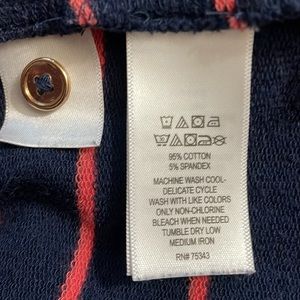 95% COTTON
5% SPANDEX
MACHINE WASH COOL-
DELICATE CYCLE
WASH WITH LIKE COLORS
ONLY NON-CHLORINE
BLEACH WHEN NEEDED
TUMBLE DRY LOW
MEDIUM IRON
RN# 75343